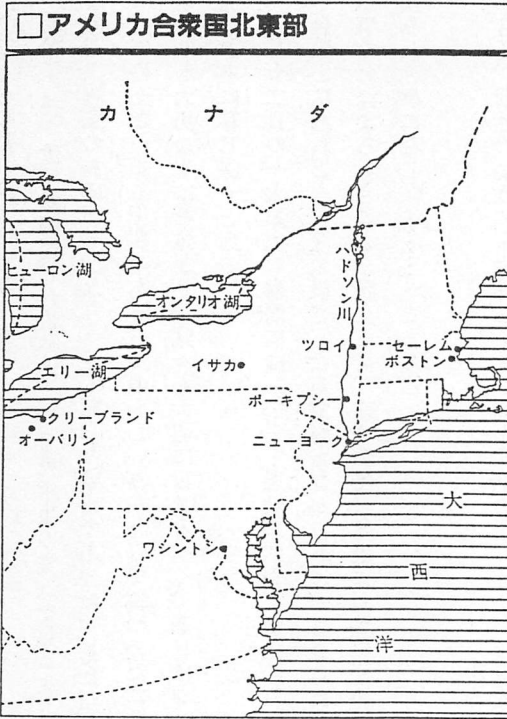 □アメリカ合衆国北東部
カナダ
ヒューロン湖
オンタリオ湖
ハドソン川
エリー湖
イサカ
ツロイ
セーレム
ボストン
ポーキプシー
クリーブランド
オーバリン
ニューヨーク
ワシントン
大西洋